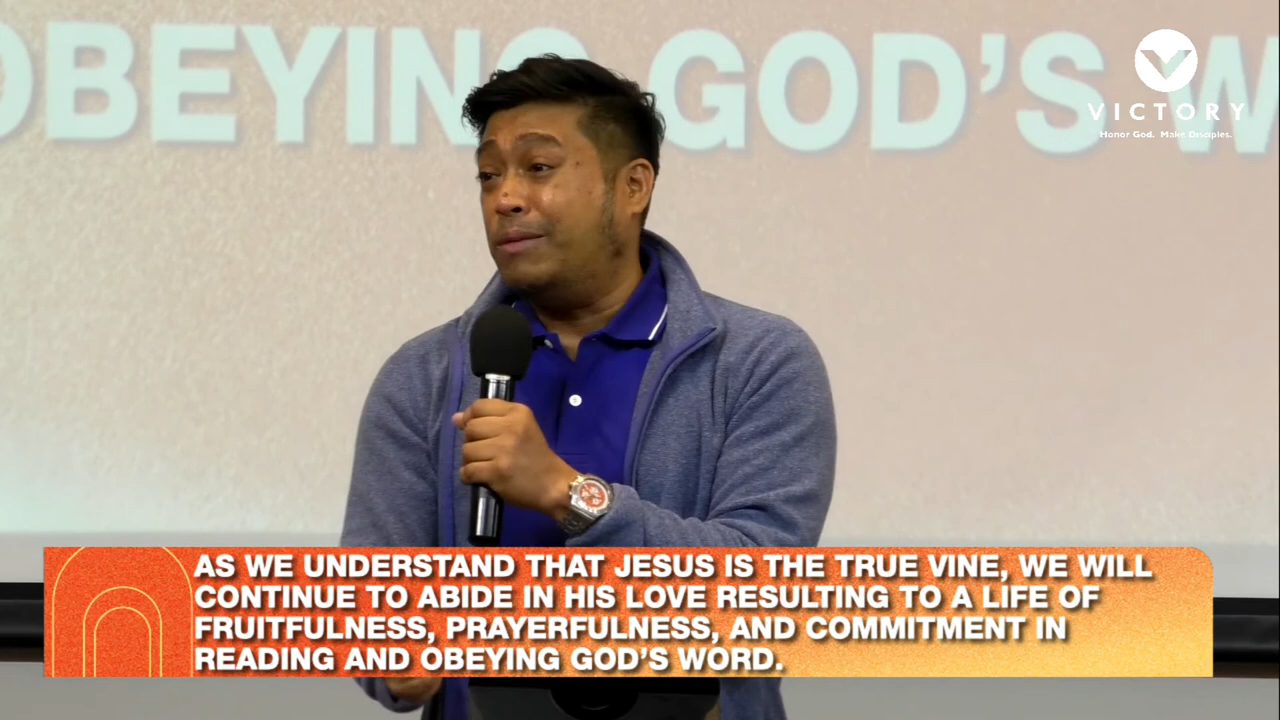 OBEYING GOD'S W
VICTORY
Honor God. Make Disciples.
AS WE UNDERSTAND THAT JESUS IS THE TRUE VINE, WE WILL
CONTINUE TO ABIDE IN HIS LOVE RESULTING TO A LIFE OF
FRUITFULNESS, PRAYERFULNESS, AND COMMITMENT IN
READING AND OBEYING GOD'S WORD.